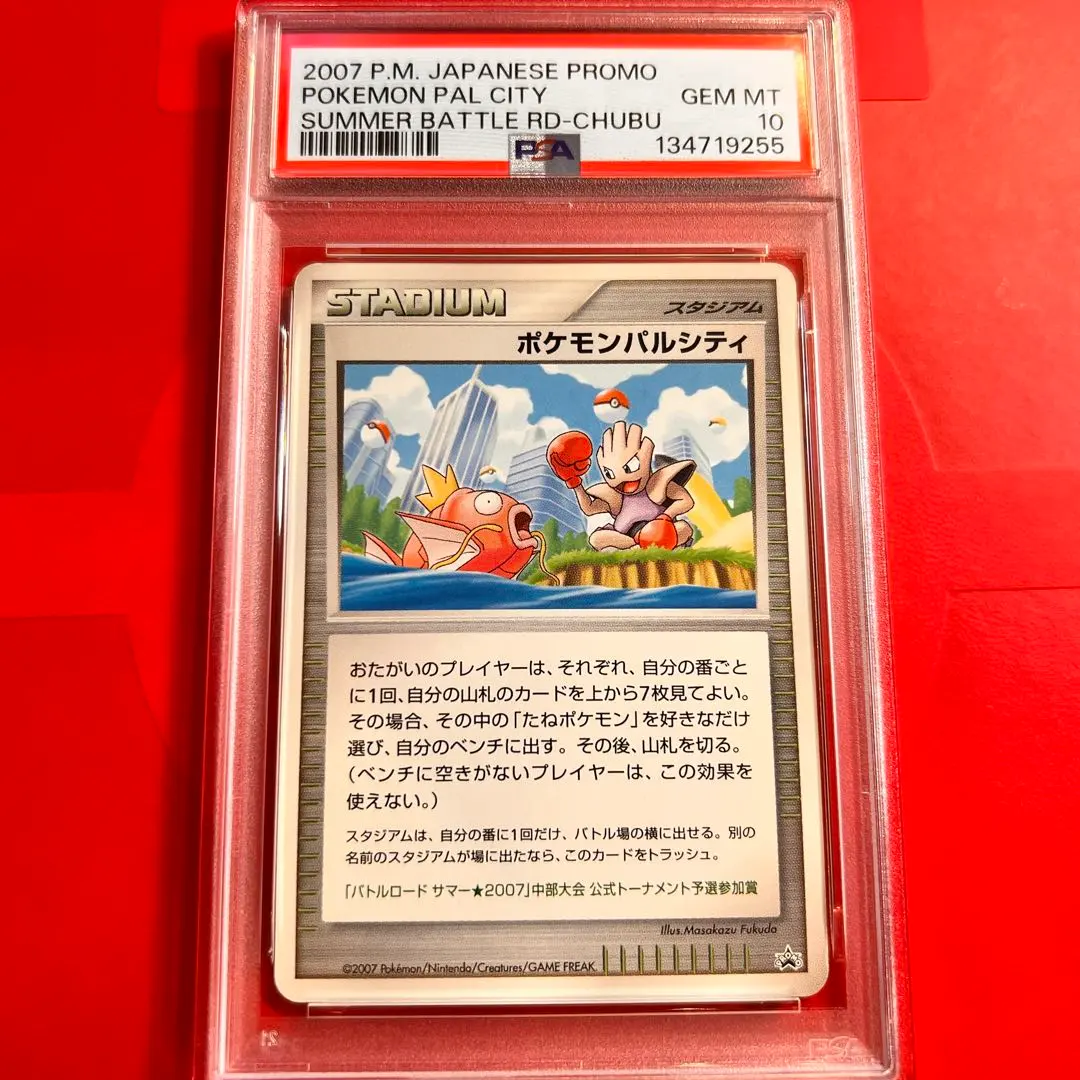 2007 P.M. JAPANESE PROMO
POKEMON PAL CITY GEM MT
SUMMER BATTLE RD-CHUBU 10
PSA 134719255
STADIUM スタジアム
ポケモンパルシティ
おたがいのプレイヤーは、それぞれ、自分の番ごと
に1回、自分の山札のカードを上から7枚見てよい。
その場合、その中の「たねポケモン」を好きなだけ
選び、自分のベンチに出す。その後、山札を切る。
(ベンチに空きがないプレイヤーは、この効果を
使えない。)
スタジアムは、自分の番に1回だけ、バトル場の横に出せる。別の
名前のスタジアムが場に出たなら、このカードをトラッシュ。
「バトルロード サマー★2007」中部大会 公式トーナメント予選参加賞
Illus.Masakazu Fukuda
©2007 Pokémon/Nintendo/Creatures/GAME FREAK.